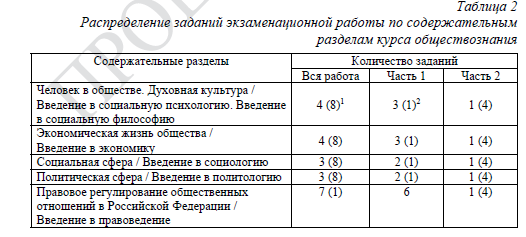 Таблица 2
Распределение заданий экзаменационной работы по содержательным
разделам курса обществознания
Содержательные разделы Количество заданий
Вся работа Часть 1 Часть 2
Человек в обществе. Духовная культура /
Введение в социальную психологию. Введение
в социальную философию
4 (8)¹ 3 (1)² 1 (4)
Экономическая жизнь общества /
Введение в экономику
4 (8) 3 (1) 1 (4)
Социальная сфера / Введение в социологию 3 (8) 2 (1) 1 (4)
Политическая сфера / Введение в политологию 3 (8) 2 (1) 1 (4)
Правовое регулирование общественных
отношений в Российской Федерации /
Введение в правоведение
7 (1) 6 1 (4)